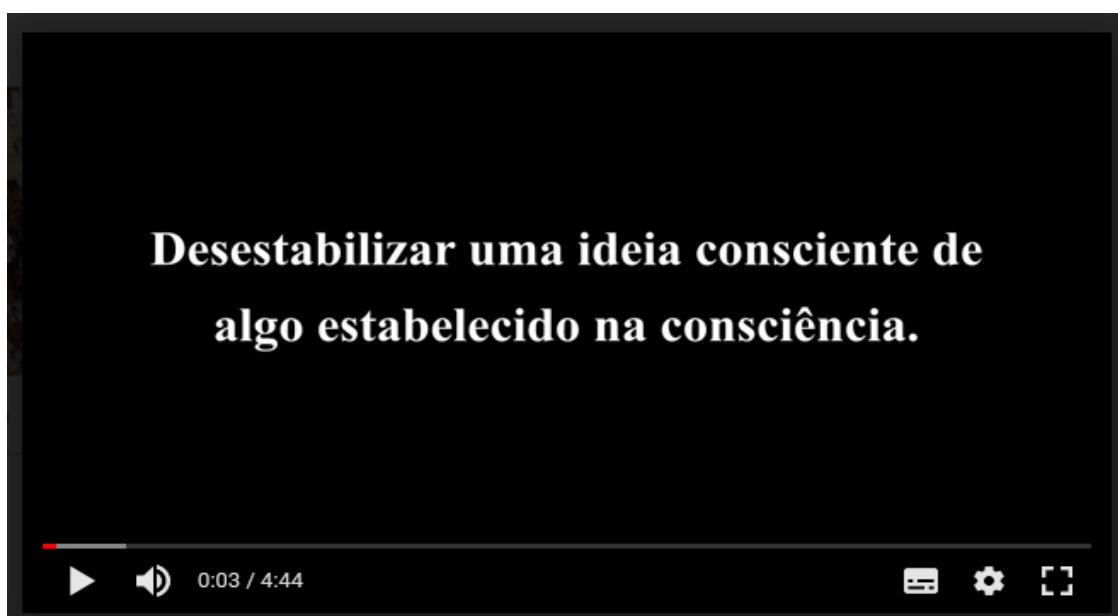 Desestabilizar uma ideia consciente de
algo estabelecido na consciência.
0:03 / 4:44